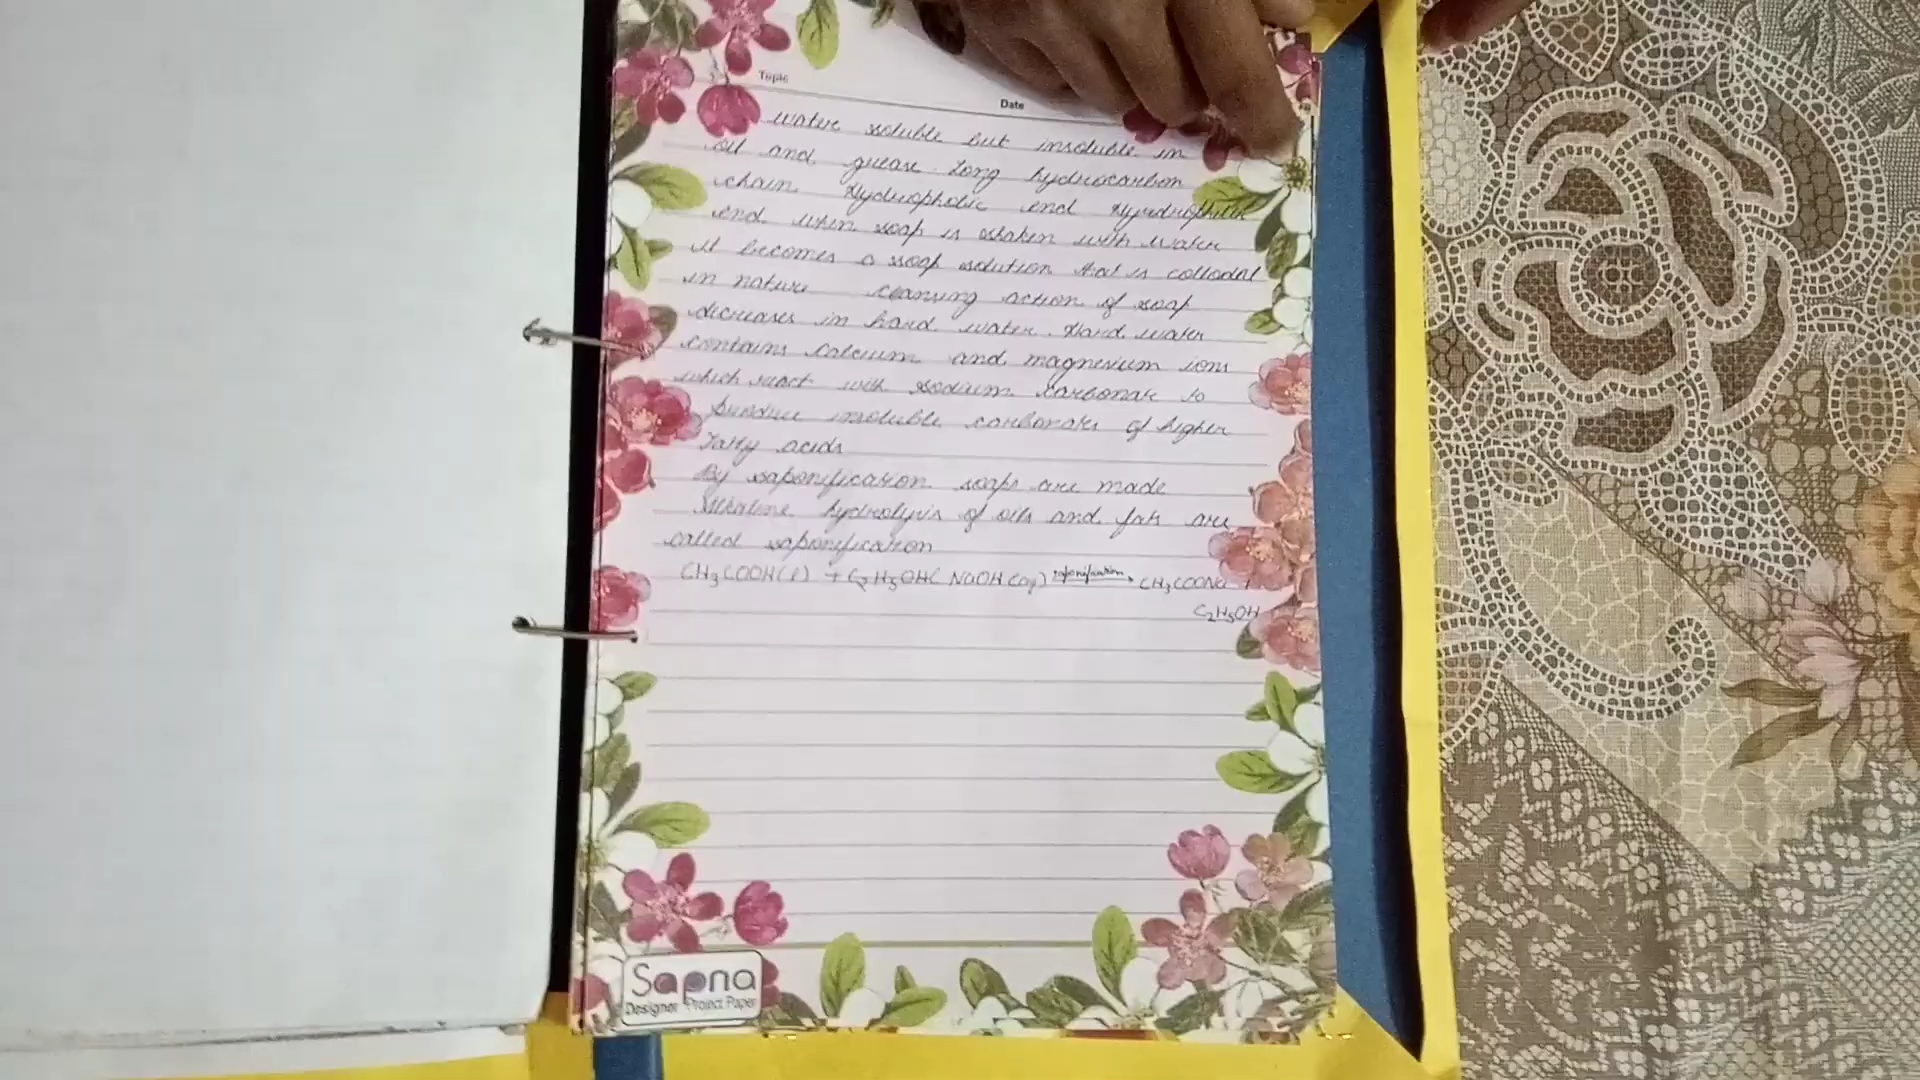 Topic
Date
water soluble but insoluble in
oil and grease. Long hydrocarbon
chain. Hydrophobic end Hydrophilic
end when soap is shaken with water
it becomes a soap solution that is collodal
in nature cleansing action of soap
decreases in hard water. Hard water
contains calcium and magnesium ions
which react with sodium carbonate to
produce insoluble carbonates of higher
fatty acids
By saponification soaps are made
Alkaline hydrolysis of oils and fats are
called saponification
CH3COOH(l) + C2H5OH( NaOH(aq) saponification → CH3COONa +
C2H5OH
Sapna
Designer Project Paper